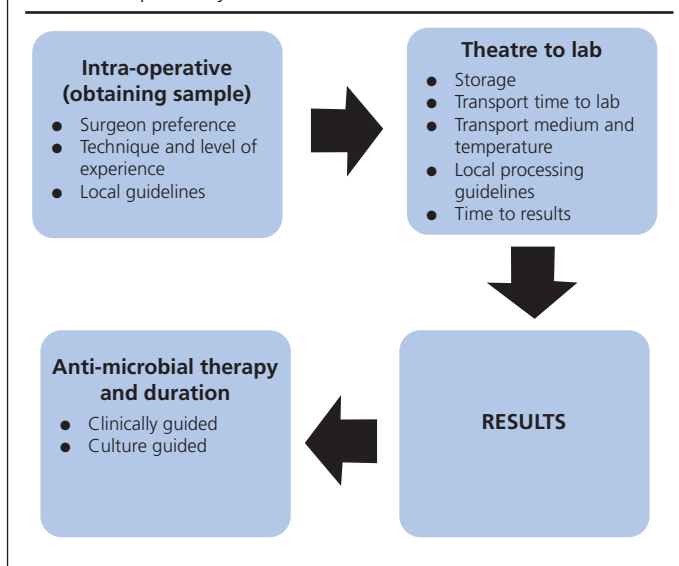 Intra-operative
(obtaining sample)
● Surgeon preference
● Technique and level of
experience
● Local guidelines
Theatre to lab
● Storage
● Transport time to lab
● Transport medium and
temperature
● Local processing
guidelines
● Time to results
RESULTS
Anti-microbial therapy
and duration
● Clinically guided
● Culture guided